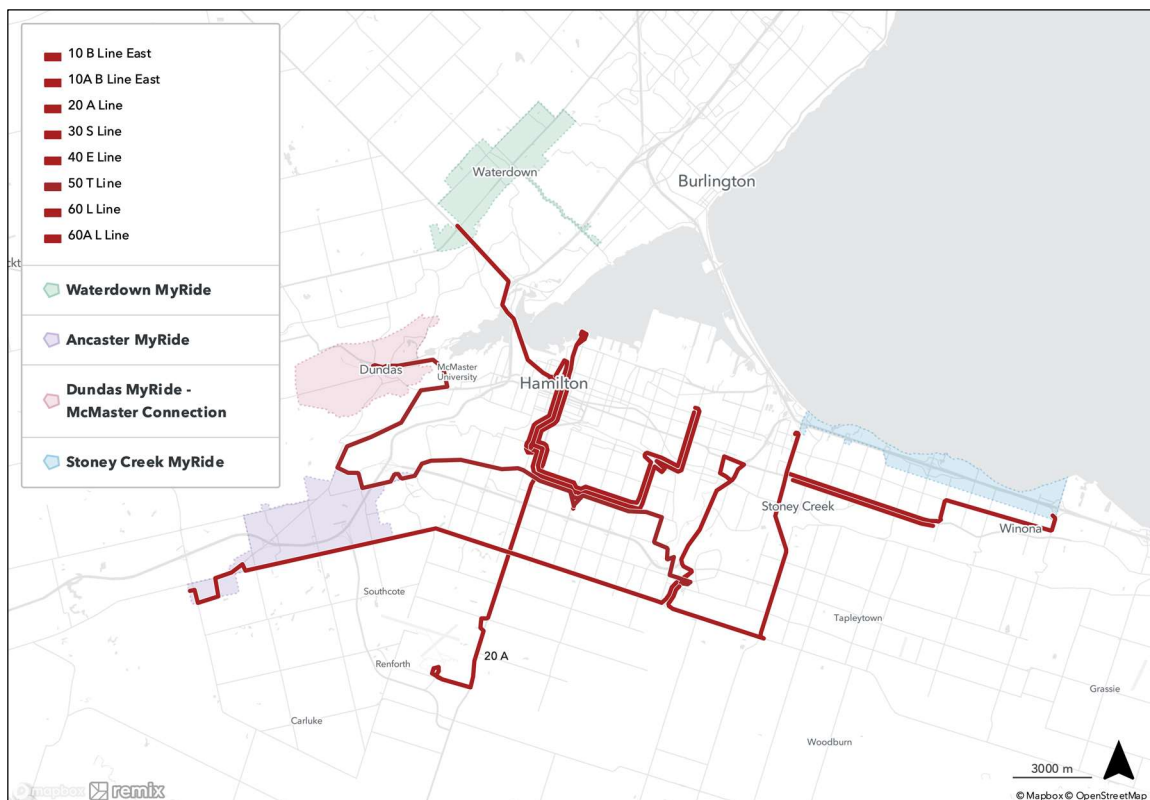 10 B Line East
10A B Line East
20 A Line
30 S Line
40 E Line
50 T Line
60 L Line
60A L Line
Waterdown MyRide
Ancaster MyRide
Dundas MyRide -
McMaster Connection
Stoney Creek MyRide
Waterdown
Burlington
ckt
Dundas
McMaster
University
Hamilton
Stoney Creek
Winona
Southcote
Tapleytown
20 A
Renforth
Grassie
Carluke
Woodburn
3000 m
mapbox remix
© Mapbox © OpenStreetMap